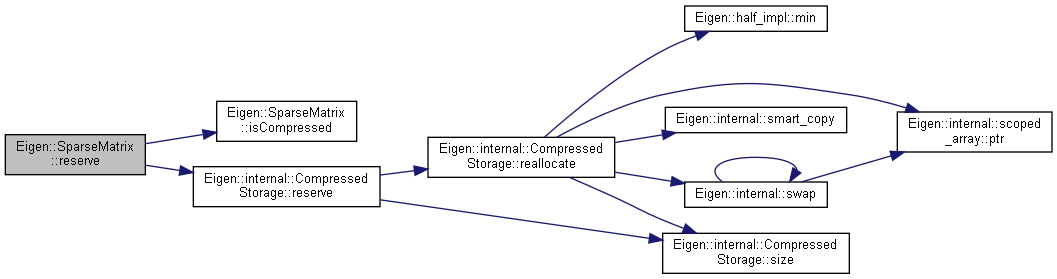 Eigen::SparseMatrix
::reserve
Eigen::SparseMatrix
::isCompressed
Eigen::internal::Compressed
Storage::reserve
Eigen::internal::Compressed
Storage::reallocate
Eigen::half_impl::min
Eigen::internal::smart_copy
Eigen::internal::swap
Eigen::internal::Compressed
Storage::size
Eigen::internal::scoped
_array::ptr